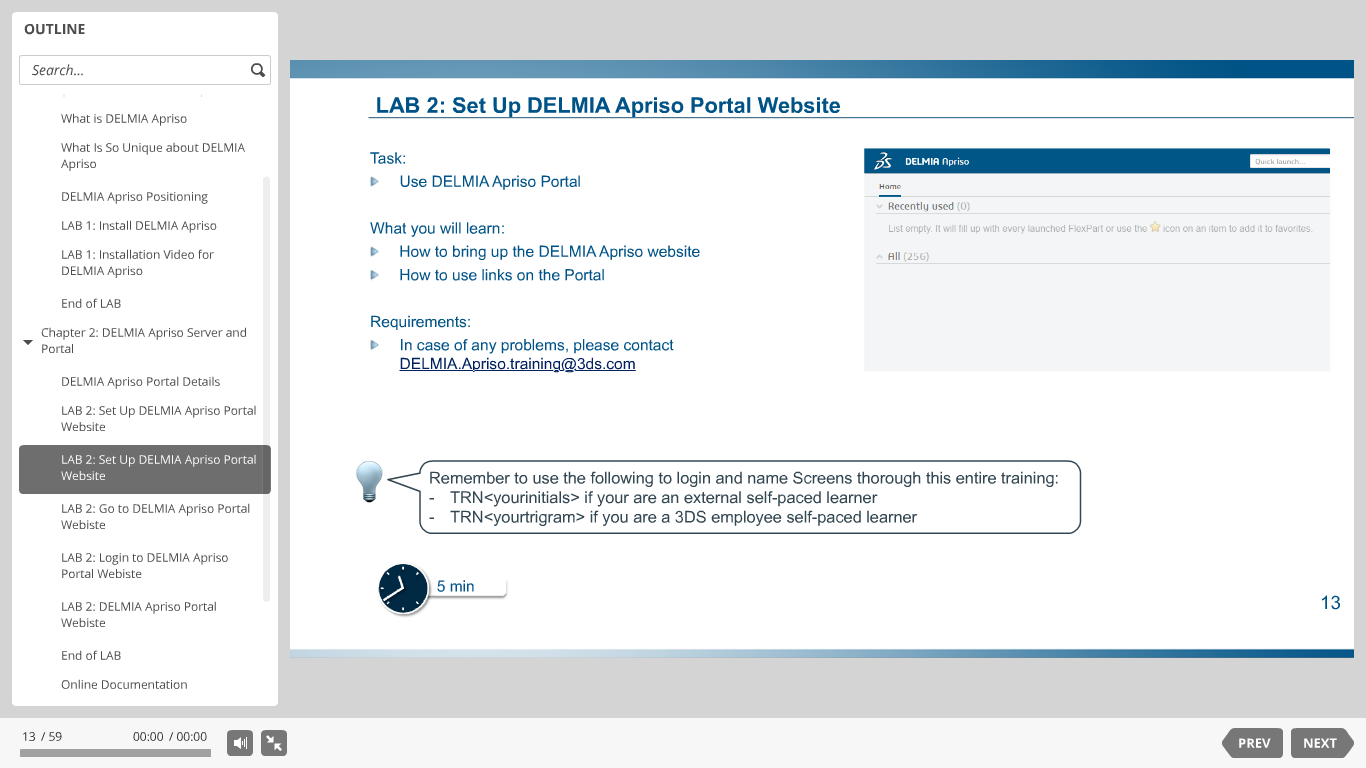 OUTLINE
Search...
What is DELMIA Apriso
What Is So Unique about DELMIA
Apriso
DELMIA Apriso Positioning
LAB 1: Install DELMIA Apriso
LAB 1: Installation Video for
DELMIA Apriso
End of LAB
Chapter 2: DELMIA Apriso Server and
Portal
DELMIA Apriso Portal Details
LAB 2: Set Up DELMIA Apriso Portal
Website
LAB 2: Set Up DELMIA Apriso Portal
Website
LAB 2: Go to DELMIA Apriso Portal
Webiste
LAB 2: Login to DELMIA Apriso
Portal Webiste
LAB 2: DELMIA Apriso Portal
Webiste
End of LAB
Online Documentation
LAB 2: Set Up DELMIA Apriso Portal Website
Task:
Use DELMIA Apriso Portal
What you will learn:
How to bring up the DELMIA Apriso website
How to use links on the Portal
Requirements:
In case of any problems, please contact
DELMIA.Apriso.training@3ds.com
DELMIA Apriso
Quick launch...
Home
Recently used (0)
List empty. It will fill up with every launched FlexPart or use the icon on an item to add it to favorites.
All (256)
Remember to use the following to login and name Screens thorough this entire training:
- TRN<yourinitials> if your are an external self-paced learner
- TRN<yourtrigram> if you are a 3DS employee self-paced learner
5 min
13
13 / 59
00:00 / 00:00
PREV
NEXT